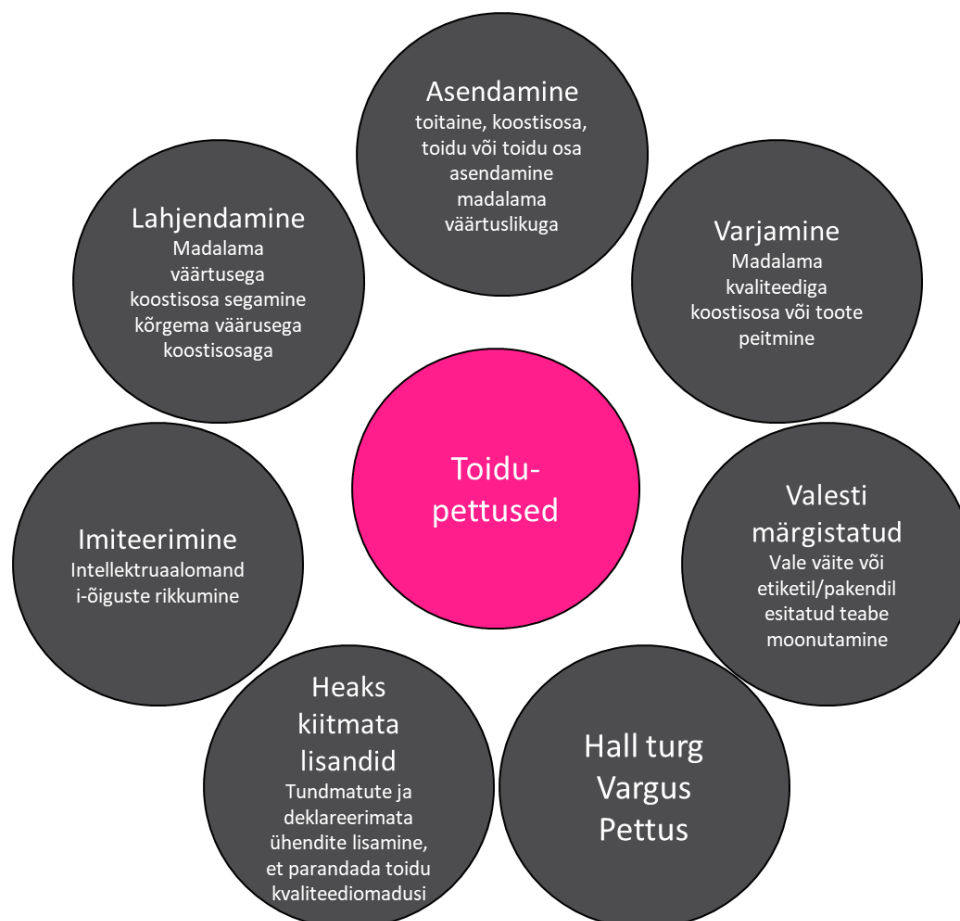 Asendamine
toitaine, koostisosa,
toidu või toidu osa
asendamine
madalama
väärtuslikuga
Lahjendamine
Madalama
väärtusega
koostisosa segamine
kõrgema väärusega
koostisosaga
Varjamine
Madalama
kvaliteediga
koostisosa või toote
peitmine
Toidu-
pettused
Imiteerimine
Intellektruaalomand
i-õiguste rikkumine
Valesti
märgistatud
Vale väite või
etiketil/pakendil
esitatud teabe
moonutamine
Heaks
kiitmata
lisandid
Tundmatute ja
deklareerimata
ühendite lisamine,
et parandada toidu
kvaliteediomadusi
Hall turg
Vargus
Pettus